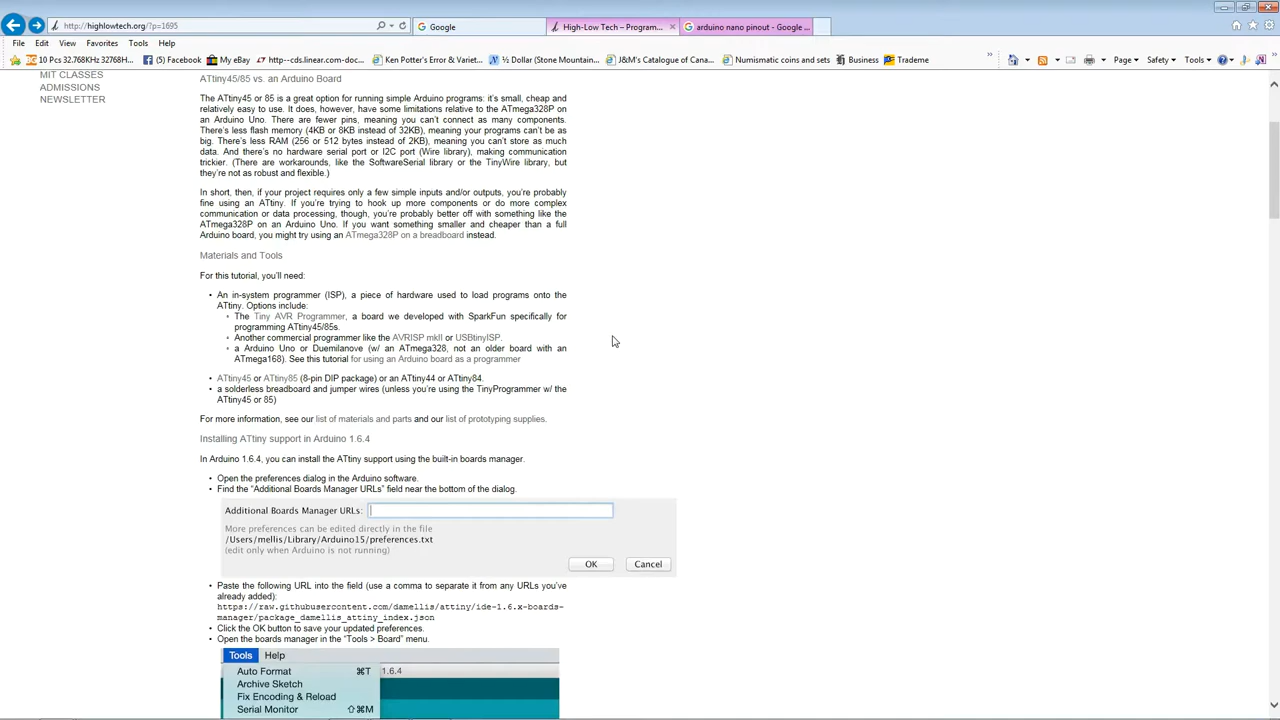 http://highlowtech.org/?p=1695
Google
High-Low Tech – Program...
arduino nano pinout - Google ...
File Edit View Favorites Tools Help
10 Pcs 32.768KHz 32768H... (5) Facebook My eBay http--cds.linear.com-doc... Ken Potter's Error & Variet... ½ Dollar (Stone Mountain... J&M's Catalogue of Cana... Numismatic coins and sets Business Trademe Page Safety Tools
MIT CLASSES
ADMISSIONS
NEWSLETTER
ATtiny45/85 vs. an Arduino Board
The ATtiny45 or 85 is a great option for running simple Arduino programs: it's small, cheap and
relatively easy to use. It does, however, have some limitations relative to the ATmega328P on
an Arduino Uno. There are fewer pins, meaning you can't connect as many components.
There's less flash memory (4KB or 8KB instead of 32KB), meaning your programs can't be as
big. There's less RAM (256 or 512 bytes instead of 2KB), meaning you can't store as much
data. And there's no hardware serial port or I2C port (Wire library), making communication
trickier. (There are workarounds, like the SoftwareSerial library or the TinyWire library, but
they're not as robust and flexible.)
In short, then, if your project requires only a few simple inputs and/or outputs, you're probably
fine using an ATtiny. If you're trying to hook up more components or do more complex
communication or data processing, though, you're probably better off with something like the
ATmega328P on an Arduino Uno. If you want something smaller and cheaper than a full
Arduino board, you might try using an ATmega328P on a breadboard instead.
Materials and Tools
For this tutorial, you'll need:
• An in-system programmer (ISP), a piece of hardware used to load programs onto the
ATtiny. Options include:
• The Tiny AVR Programmer, a board we developed with SparkFun specifically for
programming ATtiny45/85s.
• Another commercial programmer like the AVRISP mkII or USBtinyISP.
• a Arduino Uno or Duemilanove (w/ an ATmega328, not an older board with an
ATmega168). See this tutorial for using an Arduino board as a programmer
• ATtiny45 or ATtiny85 (8-pin DIP package) or an ATtiny44 or ATtiny84.
• a solderless breadboard and jumper wires (unless you're using the TinyProgrammer w/ the
ATtiny45 or 85)
For more information, see our list of materials and parts and our list of prototyping supplies.
Installing ATtiny support in Arduino 1.6.4
In Arduino 1.6.4, you can install the ATtiny support using the built-in boards manager.
• Open the preferences dialog in the Arduino software.
• Find the "Additional Boards Manager URLs" field near the bottom of the dialog.
Additional Boards Manager URLs:
More preferences can be edited directly in the file
/Users/mellis/Library/Arduino15/preferences.txt
(edit only when Arduino is not running)
OK Cancel
• Paste the following URL into the field (use a comma to separate it from any URLs you've
already added):
https://raw.githubusercontent.com/damellis/attiny/ide-1.6.x-boards-
manager/package_damellis_attiny_index.json
• Click the OK button to save your updated preferences.
• Open the boards manager in the "Tools > Board" menu.
Tools Help
Auto Format ⌘T 1.6.4
Archive Sketch
Fix Encoding & Reload
Serial Monitor ⇧⌘M